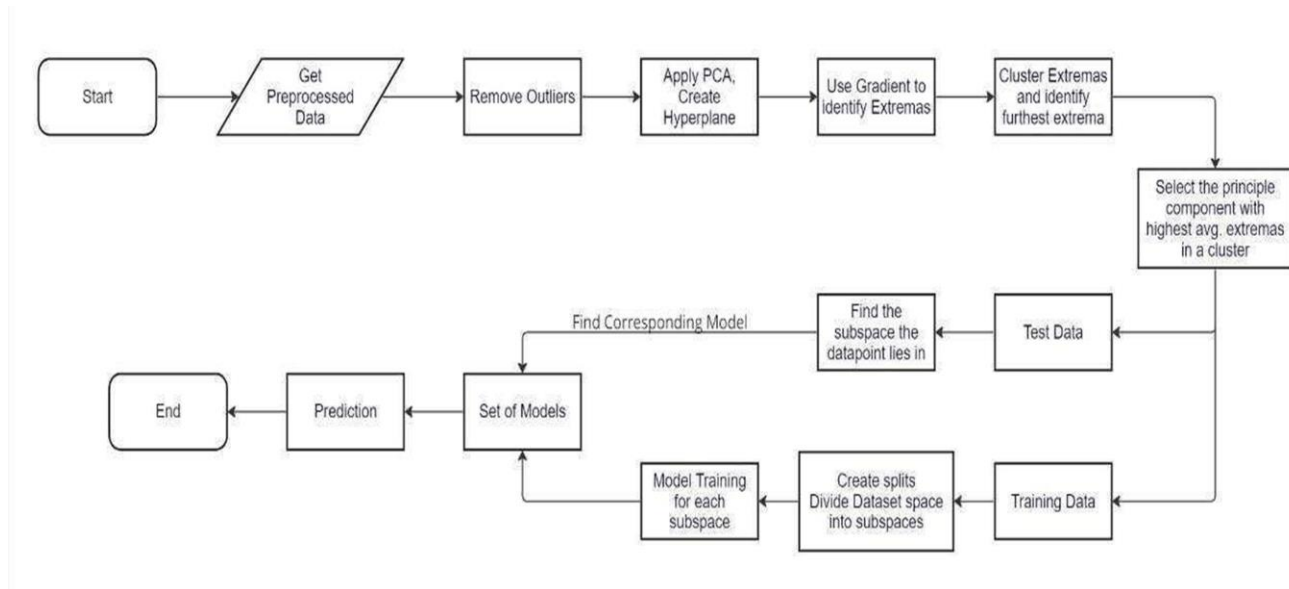 Start
Get
Preprocessed
Data
Remove Outliers
Apply PCA,
Create
Hyperplane
Use Gradient to
identify Extremas
Cluster Extremas
and identify
furthest extrema
Select the principle
component with
highest avg. extremas
in a cluster
Find Corresponding Model
Find the
subspace the
datapoint lies in
Test Data
End
Prediction
Set of Models
Model Training
for each
subspace
Create splits
Divide Dataset space
into subspaces
Training Data